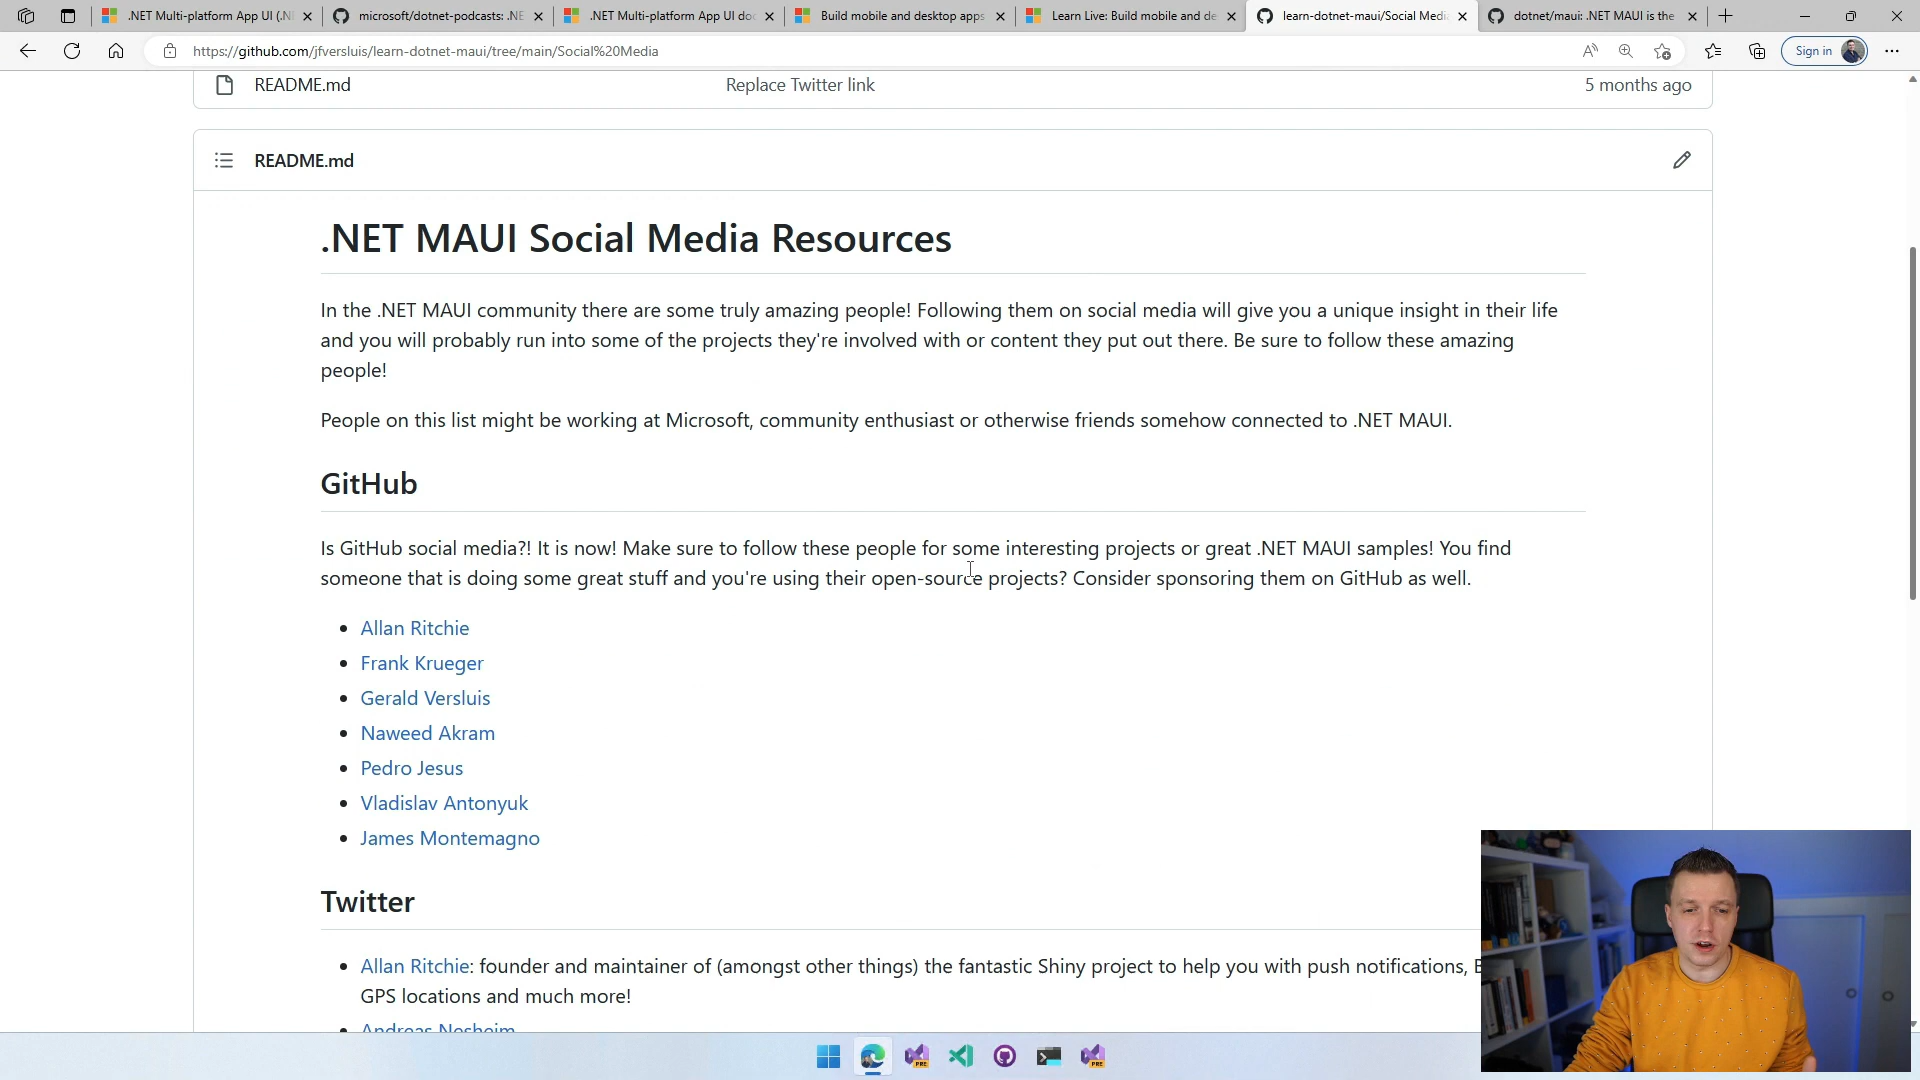 .NET Multi-platform App UI (.N
microsoft/dotnet-podcasts: .NE
.NET Multi-platform App UI do
Build mobile and desktop apps
Learn Live: Build mobile and de
learn-dotnet-maui/Social Medi
dotnet/maui: .NET MAUI is the
https://github.com/jfversluis/learn-dotnet-maui/tree/main/Social%20Media
Sign in
README.md Replace Twitter link 5 months ago
README.md
.NET MAUI Social Media Resources
In the .NET MAUI community there are some truly amazing people! Following them on social media will give you a unique insight in their life
and you will probably run into some of the projects they're involved with or content they put out there. Be sure to follow these amazing
people!
People on this list might be working at Microsoft, community enthusiast or otherwise friends somehow connected to .NET MAUI.
GitHub
Is GitHub social media?! It is now! Make sure to follow these people for some interesting projects or great .NET MAUI samples! You find
someone that is doing some great stuff and you're using their open-source projects? Consider sponsoring them on GitHub as well.
• Allan Ritchie
• Frank Krueger
• Gerald Versluis
• Naweed Akram
• Pedro Jesus
• Vladislav Antonyuk
• James Montemagno
Twitter
• Allan Ritchie: founder and maintainer of (amongst other things) the fantastic Shiny project to help you with push notifications,
GPS locations and much more!
• Andreas Nesheim
PRE
PRE